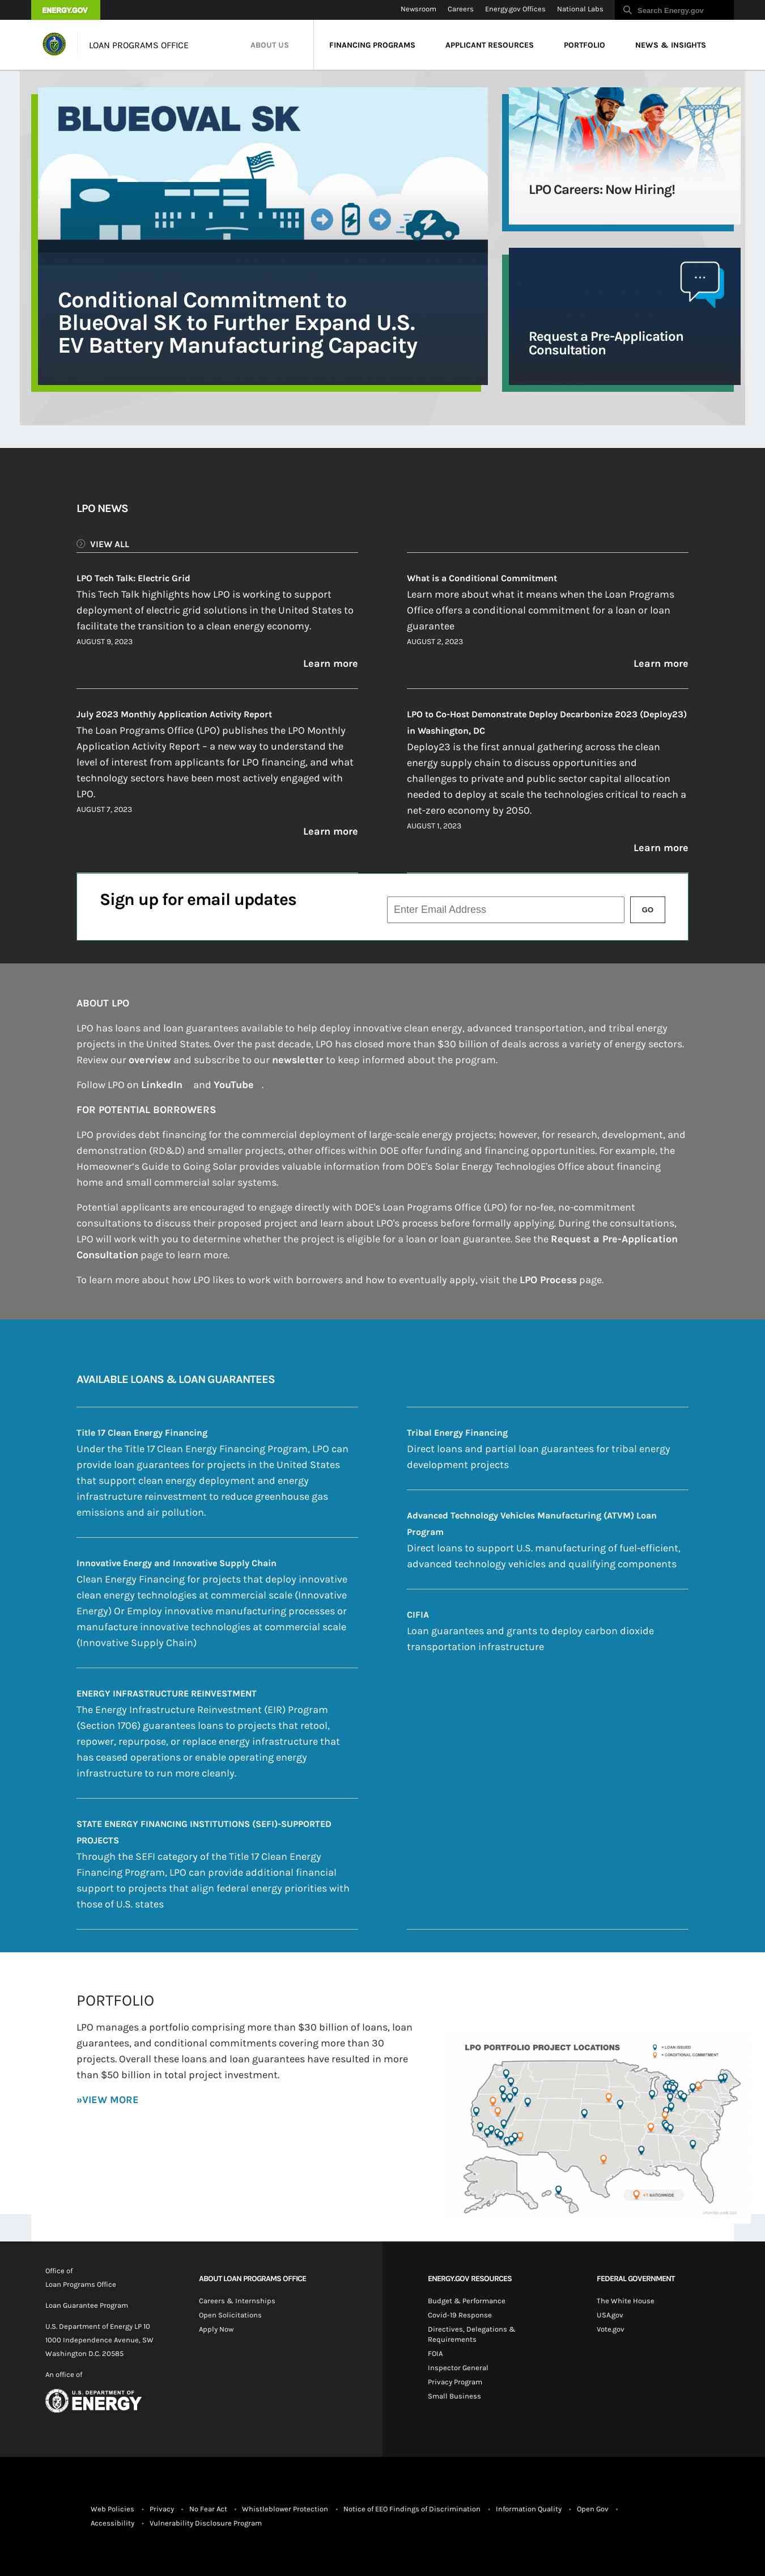 ENERGY.GOV
Newsroom Careers Energy.gov Offices National Labs Search Energy.gov
LOAN PROGRAMS OFFICE ABOUT US FINANCING PROGRAMS APPLICANT RESOURCES PORTFOLIO NEWS & INSIGHTS
BLUEOVAL SK
Conditional Commitment to
BlueOval SK to Further Expand U.S.
EV Battery Manufacturing Capacity
LPO Careers: Now Hiring!
Request a Pre-Application
Consultation
LPO NEWS
VIEW ALL
LPO Tech Talk: Electric Grid
This Tech Talk highlights how LPO is working to support
deployment of electric grid solutions in the United States to
facilitate the transition to a clean energy economy.
AUGUST 9, 2023
Learn more
What is a Conditional Commitment
Learn more about what it means when the Loan Programs
Office offers a conditional commitment for a loan or loan
guarantee
AUGUST 2, 2023
Learn more
July 2023 Monthly Application Activity Report
The Loan Programs Office (LPO) publishes the LPO Monthly
Application Activity Report – a new way to understand the
level of interest from applicants for LPO financing, and what
technology sectors have been most actively engaged with
LPO.
AUGUST 7, 2023
Learn more
LPO to Co-Host Demonstrate Deploy Decarbonize 2023 (Deploy23)
in Washington, DC
Deploy23 is the first annual gathering across the clean
energy supply chain to discuss opportunities and
challenges to private and public sector capital allocation
needed to deploy at scale the technologies critical to reach a
net-zero economy by 2050.
AUGUST 1, 2023
Learn more
Sign up for email updates
Enter Email Address
GO
ABOUT LPO
LPO has loans and loan guarantees available to help deploy innovative clean energy, advanced transportation, and tribal energy
projects in the United States. Over the past decade, LPO has closed more than $30 billion of deals across a variety of energy sectors.
Review our overview and subscribe to our newsletter to keep informed about the program.
Follow LPO on LinkedIn and YouTube .
FOR POTENTIAL BORROWERS
LPO provides debt financing for the commercial deployment of large-scale energy projects; however, for research, development, and
demonstration (RD&D) and smaller projects, other offices within DOE offer funding and financing opportunities. For example, the
Homeowner's Guide to Going Solar provides valuable information from DOE's Solar Energy Technologies Office about financing
home and small commercial solar systems.
Potential applicants are encouraged to engage directly with DOE's Loan Programs Office (LPO) for no-fee, no-commitment
consultations to discuss their proposed project and learn about LPO's process before formally applying. During the consultations,
LPO will work with you to determine whether the project is eligible for a loan or loan guarantee. See the Request a Pre-Application
Consultation page to learn more.
To learn more about how LPO likes to work with borrowers and how to eventually apply, visit the LPO Process page.
AVAILABLE LOANS & LOAN GUARANTEES
Title 17 Clean Energy Financing
Under the Title 17 Clean Energy Financing Program, LPO can
provide loan guarantees for projects in the United States
that support clean energy deployment and energy
infrastructure reinvestment to reduce greenhouse gas
emissions and air pollution.
Innovative Energy and Innovative Supply Chain
Clean Energy Financing for projects that deploy innovative
clean energy technologies at commercial scale (Innovative
Energy) Or Employ innovative manufacturing processes or
manufacture innovative technologies at commercial scale
(Innovative Supply Chain)
ENERGY INFRASTRUCTURE REINVESTMENT
The Energy Infrastructure Reinvestment (EIR) Program
(Section 1706) guarantees loans to projects that retool,
repower, repurpose, or replace energy infrastructure that
has ceased operations or enable operating energy
infrastructure to run more cleanly.
STATE ENERGY FINANCING INSTITUTIONS (SEFI)-SUPPORTED
PROJECTS
Through the SEFI category of the Title 17 Clean Energy
Financing Program, LPO can provide additional financial
support to projects that align federal energy priorities with
those of U.S. states
Tribal Energy Financing
Direct loans and partial loan guarantees for tribal energy
development projects
Advanced Technology Vehicles Manufacturing (ATVM) Loan
Program
Direct loans to support U.S. manufacturing of fuel-efficient,
advanced technology vehicles and qualifying components
CIFIA
Loan guarantees and grants to deploy carbon dioxide
transportation infrastructure
PORTFOLIO
LPO manages a portfolio comprising more than $30 billion of loans, loan
guarantees, and conditional commitments covering more than 30
projects. Overall these loans and loan guarantees have resulted in more
than $50 billion in total project investment.
»VIEW MORE
LPO PORTFOLIO PROJECT LOCATIONS
= LOAN ISSUED
= CONDITIONAL COMMITMENT
NATIONWIDE
Office of
Loan Programs Office
Loan Guarantee Program
U.S. Department of Energy LP 10
1000 Independence Avenue, SW
Washington D.C. 20585
An office of
U.S. DEPARTMENT OF
ENERGY
ABOUT LOAN PROGRAMS OFFICE
Careers & Internships
Open Solicitations
Apply Now
ENERGY.GOV RESOURCES
Budget & Performance
Covid-19 Response
Directives, Delegations &
Requirements
FOIA
Inspector General
Privacy Program
Small Business
FEDERAL GOVERNMENT
The White House
USA.gov
Vote.gov
Web Policies • Privacy • No Fear Act • Whistleblower Protection • Notice of EEO Findings of Discrimination • Information Quality • Open Gov •
Accessibility • Vulnerability Disclosure Program